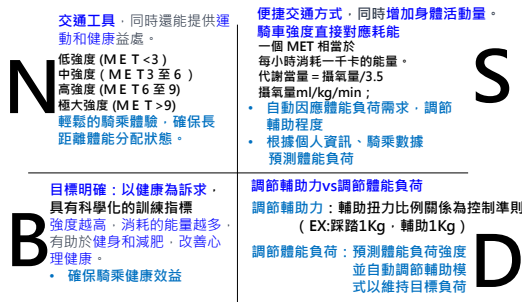 N
交通工具，同時還能提供運
動和健康益處。
低強度 (M E T <3 )
中強度 ( M E T 3 至 6 )
高強度 ( M E T 6 至 9)
極大強度 (M E T >9)
輕鬆的騎乘體驗，確保長
距離體能分配狀態。
S
便捷交通方式，同時增加身體活動量。
騎車強度直接對應耗能
一個 MET 相當於
每小時消耗一千卡的能量。
代謝當量 = 攝氧量/3.5
攝氧量ml/kg/min；
• 自動因應體能負荷需求，調節
輔助程度
• 根據個人資訊、騎乘數據
預測體能負荷
B
目標明確：以健康為訴求，
具有科學化的訓練指標
強度越高，消耗的能量越多，
有助於健身和減肥，改善心
理健康。
• 確保騎乘健康效益
D
調節輔助力vs調節體能負荷
調節輔助力：輔助扭力比例關係為控制準則
（ EX:踩踏1Kg，輔助1Kg ）
調節體能負荷：預測體能負荷強度
並自動調節輔助模
式以維持目標負荷